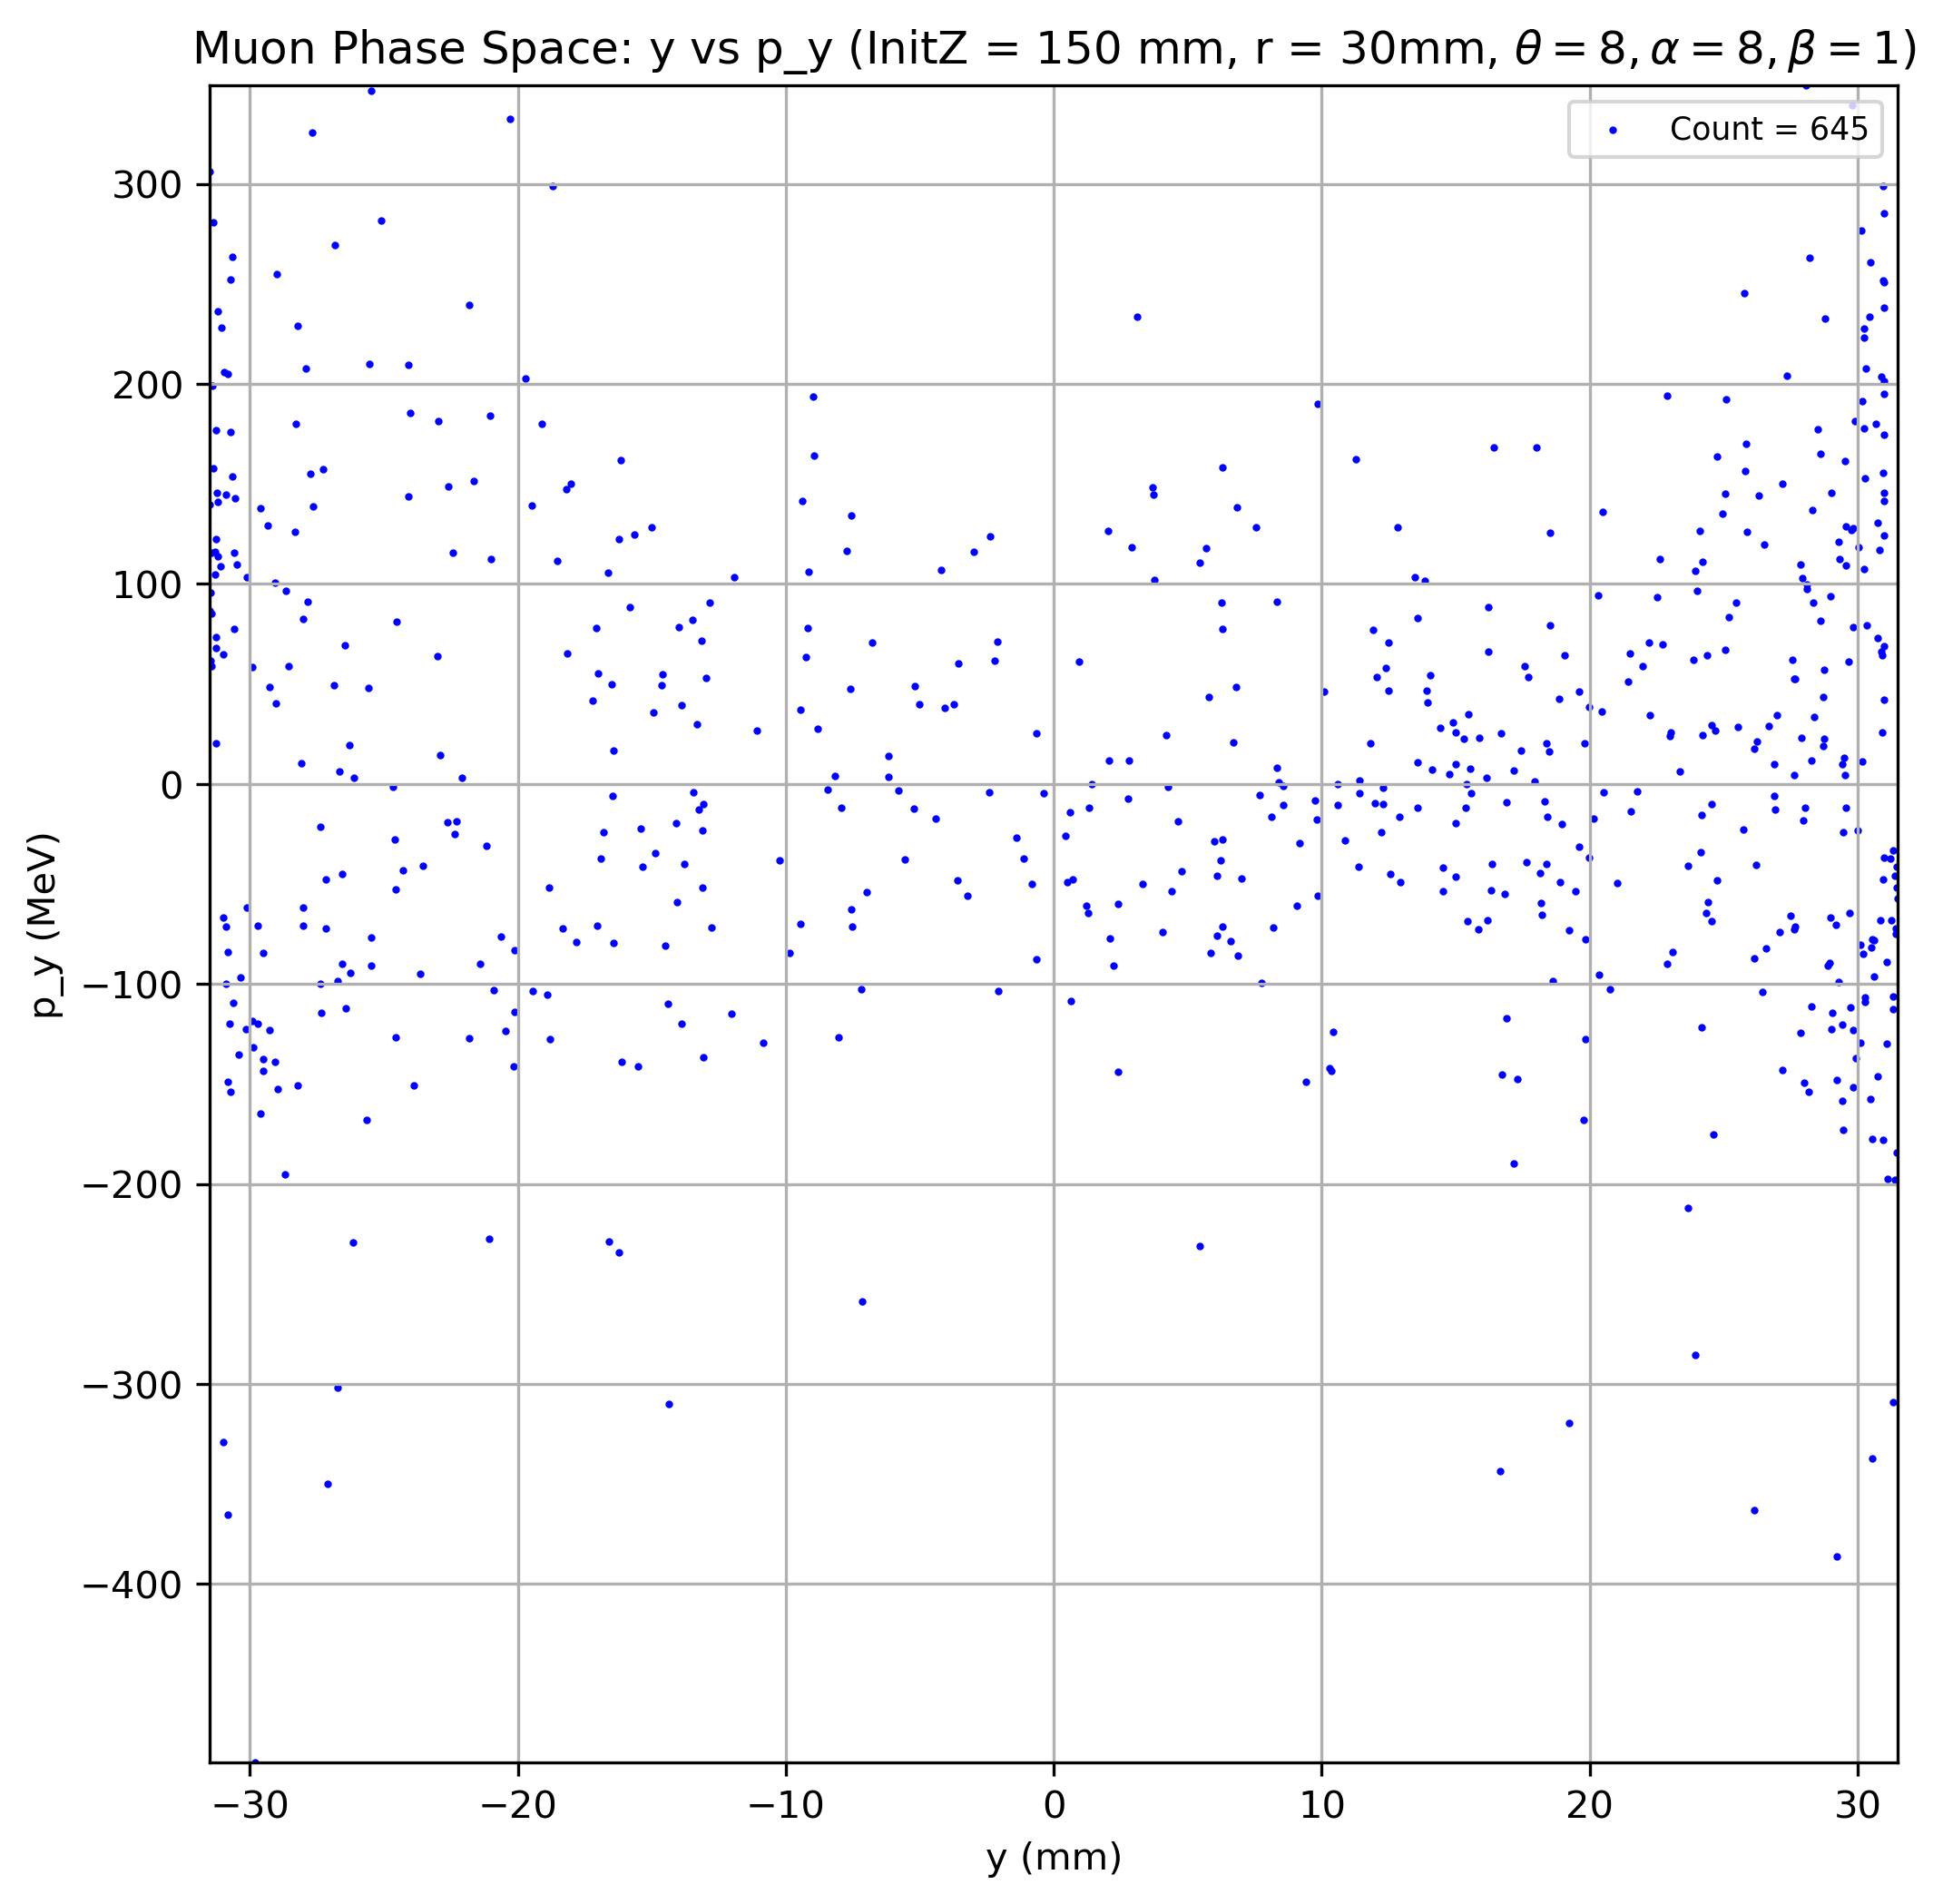 Muon Phase Space: y vs p_y (InitZ = 150 mm, r = 30mm, θ = 8, α = 8, β = 1)
Count = 645
300
200
100
0
−100
−200
−300
−400
p_y (MeV)
−30 −20 −10 0 10 20 30
y (mm)